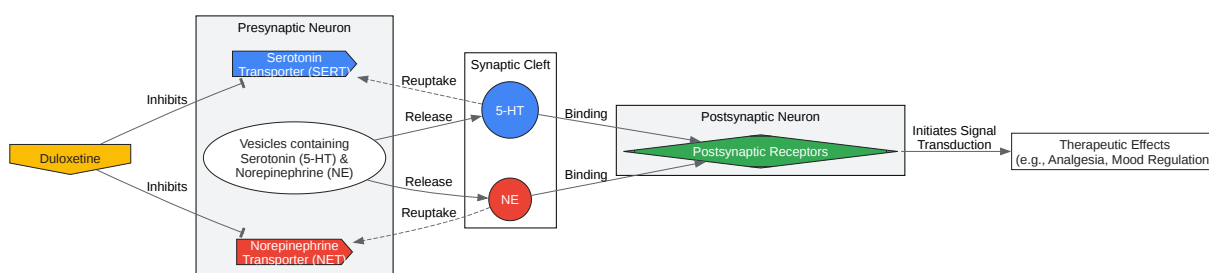 Presynaptic Neuron
Serotonin
Transporter (SERT)
Synaptic Cleft
Reuptake
Inhibits
5-HT
Release
Binding
Postsynaptic Neuron
Vesicles containing
Serotonin (5-HT) &
Norepinephrine (NE)
Duloxetine
Postsynaptic Receptors
Initiates Signal
Transduction
Therapeutic Effects
(e.g., Analgesia, Mood Regulation
Inhibits
Release
Binding
NE
Reuptake
Norepinephrine
Transporter (NET)